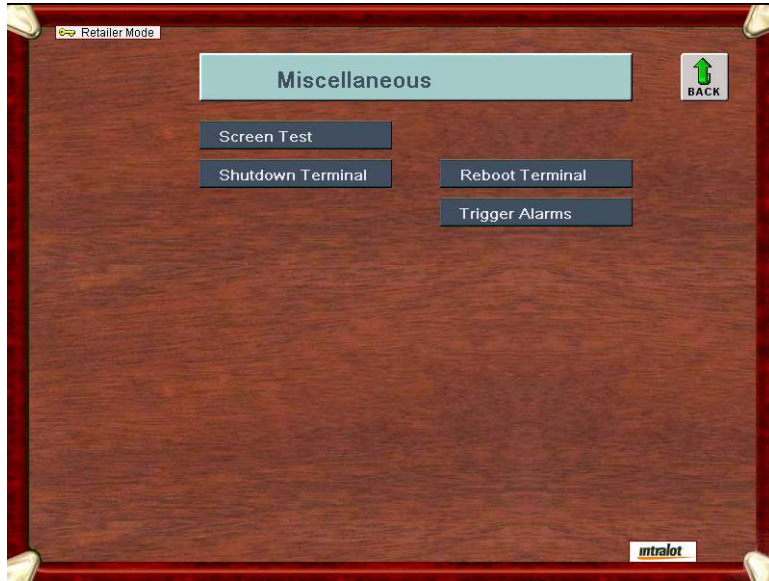 Retailer Mode
Miscellaneous
BACK
Screen Test
Shutdown Terminal
Reboot Terminal
Trigger Alarms
intralot